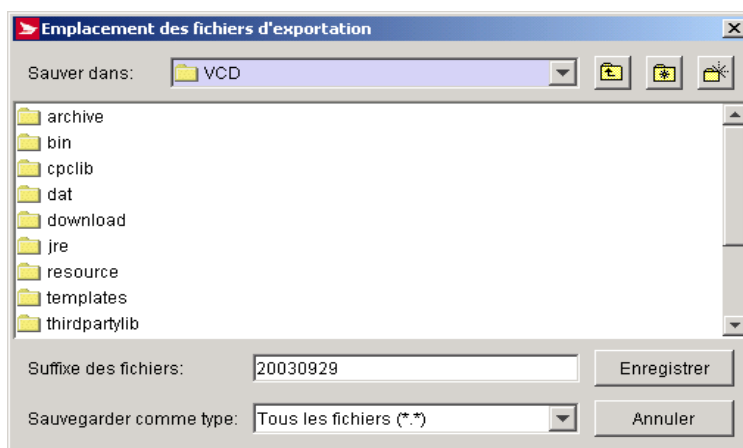 Emplacement des fichiers d'exportation
Sauver dans: VCD
archive
bin
cpclib
dat
download
jre
resource
templates
thirdpartylib
Suffixe des fichiers: 20030929 Enregistrer
Sauvegarder comme type: Tous les fichiers (*.*) Annuler